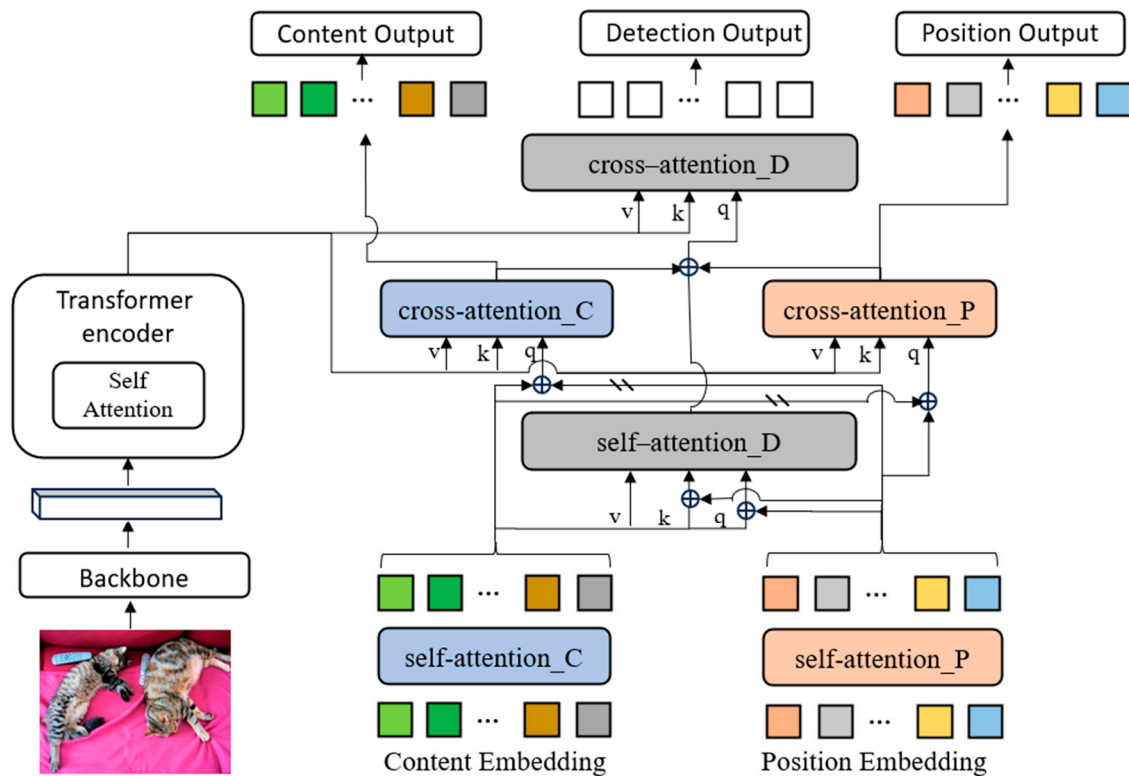 Content Output
Detection Output
Position Output
...
...
...
cross–attention_D
v
k
q
Transformer
encoder
Self
Attention
cross-attention_C
cross-attention_P
v
k
q
v
k
q
self–attention_D
v
k
q
Backbone
...
...
self-attention_C
self-attention_P
...
...
Content Embedding
Position Embedding